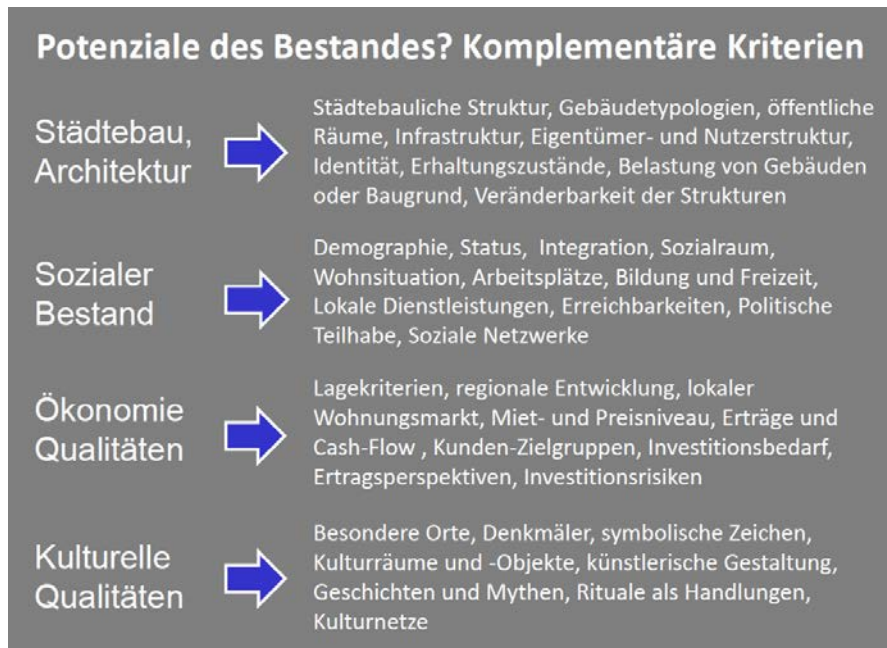 Potenziale des Bestandes? Komplementäre Kriterien
Städtebau,
Architektur
Städtebauliche Struktur, Gebäudetypologien, öffentliche
Räume, Infrastruktur, Eigentümer- und Nutzerstruktur,
Identität, Erhaltungszustände, Belastung von Gebäuden
oder Baugrund, Veränderbarkeit der Strukturen
Sozialer
Bestand
Demographie, Status, Integration, Sozialraum,
Wohnsituation, Arbeitsplätze, Bildung und Freizeit,
Lokale Dienstleistungen, Erreichbarkeiten, Politische
Teilhabe, Soziale Netzwerke
Ökonomie
Qualitäten
Lagekriterien, regionale Entwicklung, lokaler
Wohnungsmarkt, Miet- und Preisniveau, Erträge und
Cash-Flow , Kunden-Zielgruppen, Investitionsbedarf,
Ertragsperspektiven, Investitionsrisiken
Kulturelle
Qualitäten
Besondere Orte, Denkmäler, symbolische Zeichen,
Kulturräume und -Objekte, künstlerische Gestaltung,
Geschichten und Mythen, Rituale als Handlungen,
Kulturnetze